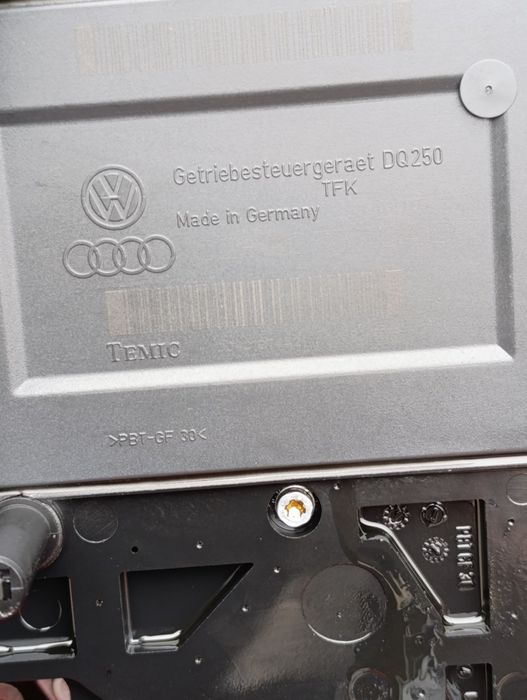 Getriebesteuergeraet DQ250
TFK
Made in Germany
TEMIC
>PBT-GF 30<